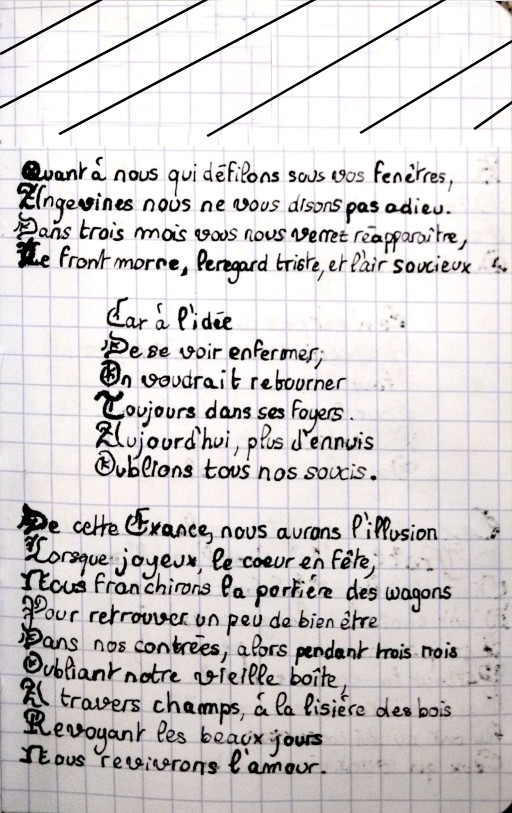 Quant à nous qui défilons sous vos fenêtres,
Angevines nous ne vous disons pas adieu.
Dans trois mois vous nous verrez réapparaître,
Le front morne, le regard triste, et l'air soucieux
Car à l'idée
De se voir enfermer,
On voudrait retourner
Toujours dans ses foyers.
Aujourd'hui, plus d'ennuis
Oublions tous nos soucis.
De cette Exance, nous aurons l'illusion
Lorsque joyeux, le coeur en fête,
Nous franchirons la portière des wagons
Pour retrouver un peu de bien être
Dans nos contrées, alors pendant trois mois
Oubliant notre vieille boîte,
A travers champs, à la lisière des bois
Revoyant les beaux jours
Nous revivrons l'amour.